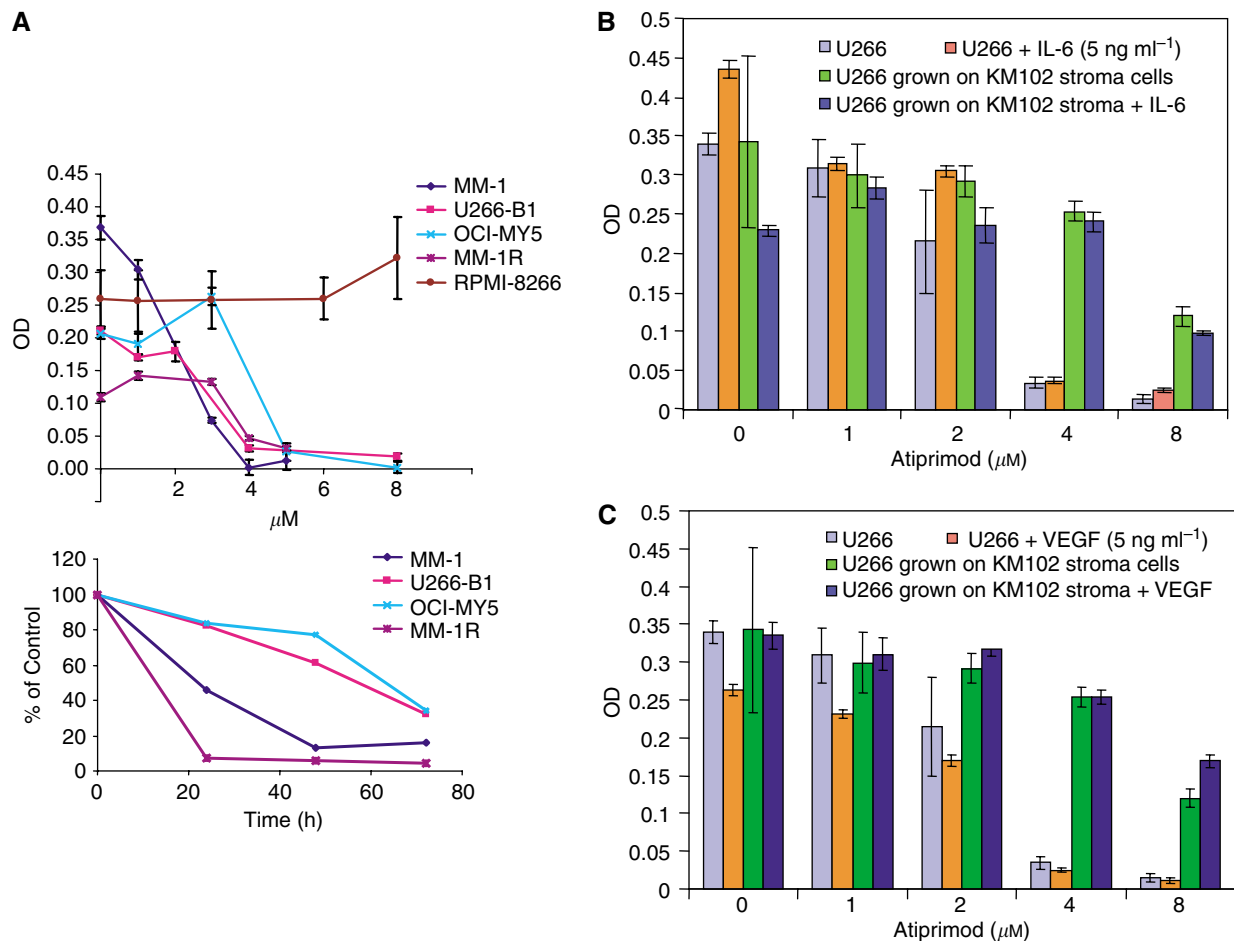 A
0.45
0.40
0.35
0.30
0.25
0.20
0.15
0.10
0.05
0.00
OD
2 4 6 8
μM
MM-1
U266-B1
OCI-MY5
MM-1R
RPMI-8266
120
100
80
60
40
20
0
% of Control
0 20 40 60 80
Time (h)
MM-1
U266-B1
OCI-MY5
MM-1R
B
0.5
0.45
0.4
0.35
0.3
0.25
0.2
0.15
0.1
0.05
0
OD
U266 U266 + IL-6 (5 ng ml⁻¹)
U266 grown on KM102 stroma cells
U266 grown on KM102 stroma + IL-6
0 1 2 4 8
Atiprimod (μM)
C
0.5
0.45
0.4
0.35
0.3
0.25
0.2
0.15
0.1
0.05
0
OD
U266 U266 + VEGF (5 ng ml⁻¹)
U266 grown on KM102 stroma cells
U266 grown on KM102 stroma + VEGF
0 1 2 4 8
Atiprimod (μM)